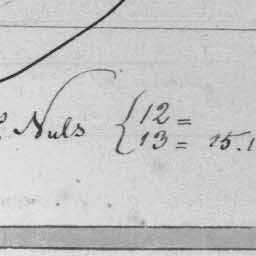 Nuls { 12 =
13 = 15.1